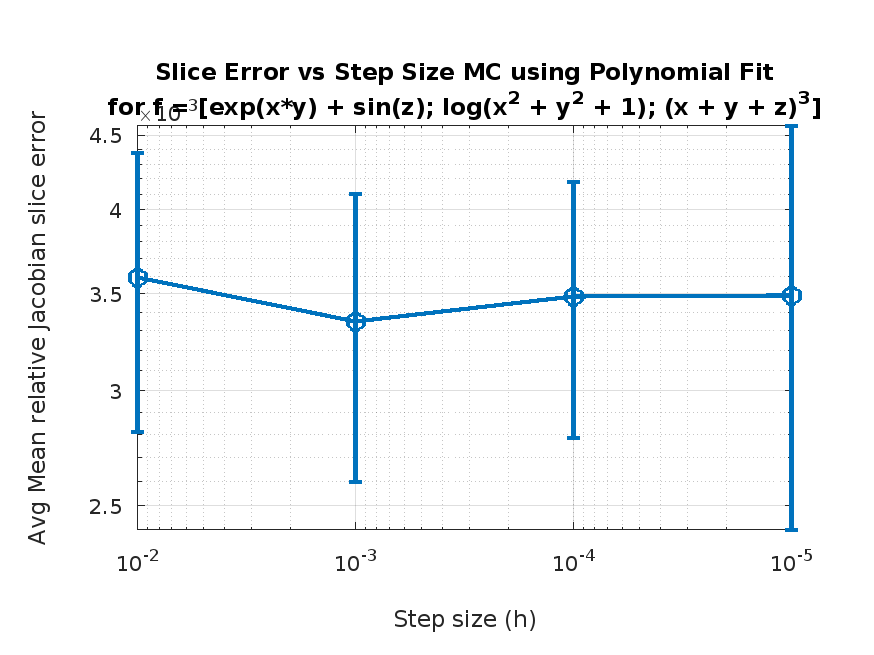 Slice Error vs Step Size MC using Polynomial Fit
for f = [exp(x*y) + sin(z); log(x² + y² + 1); (x + y + z)³]
×10⁻³
4.5
4
3.5
3
2.5
Avg Mean relative Jacobian slice error
10⁻² 10⁻³ 10⁻⁴ 10⁻⁵
Step size (h)